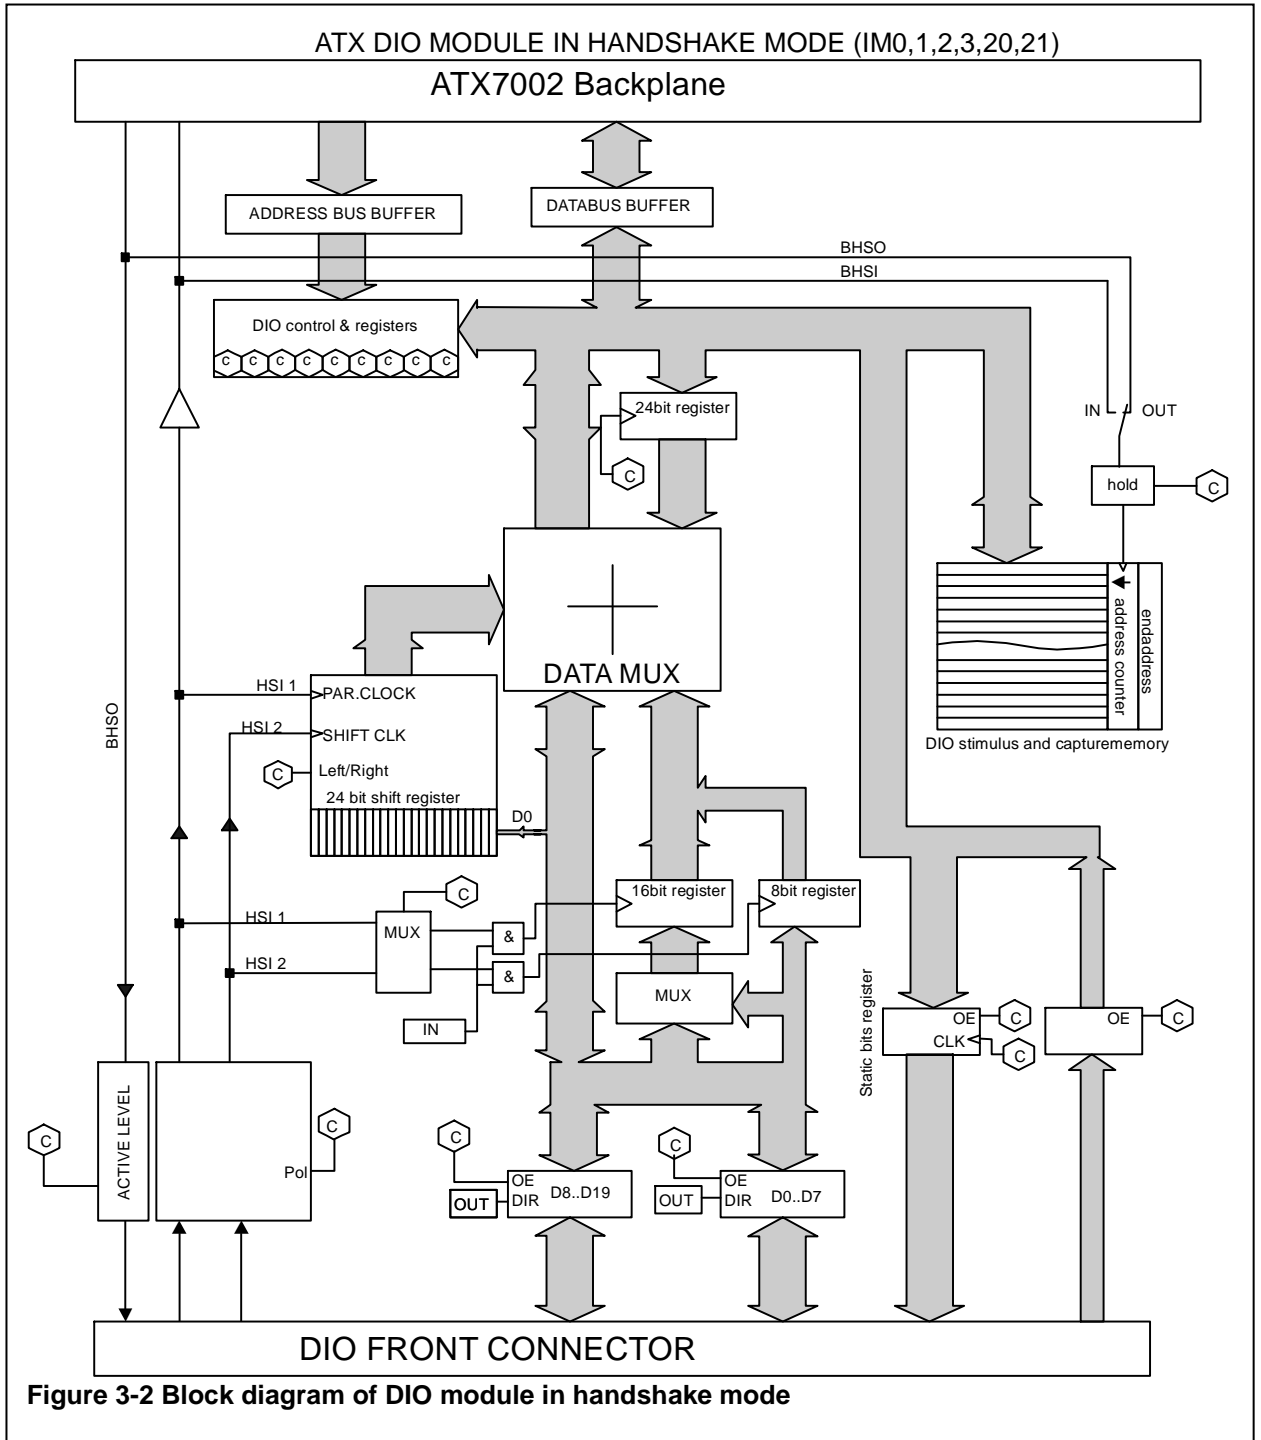 ATX DIO MODULE IN HANDSHAKE MODE (IM0,1,2,3,20,21)
ATX7002 Backplane
ADDRESS BUS BUFFER
DATABUS BUFFER
BHSO
BHSI
DIO control & registers
C C C C C C C C C
24bit register
C
IN
OUT
hold
C
DATA MUX
address counter
endaddress
DIO stimulus and capturememory
BHSO
HSI 1
PAR.CLOCK
HSI 2
SHIFT CLK
C
Left/Right
24 bit shift register
D0
16bit register
8bit register
C
HSI 1
MUX
&
HSI 2
&
IN
MUX
Static bits register
OE
C
CLK
C
OE
C
ACTIVE LEVEL
C
Pol
C
C
OE
DIR
D8..D19
OUT
C
OE
DIR
D0..D7
OUT
DIO FRONT CONNECTOR
Figure 3-2 Block diagram of DIO module in handshake mode